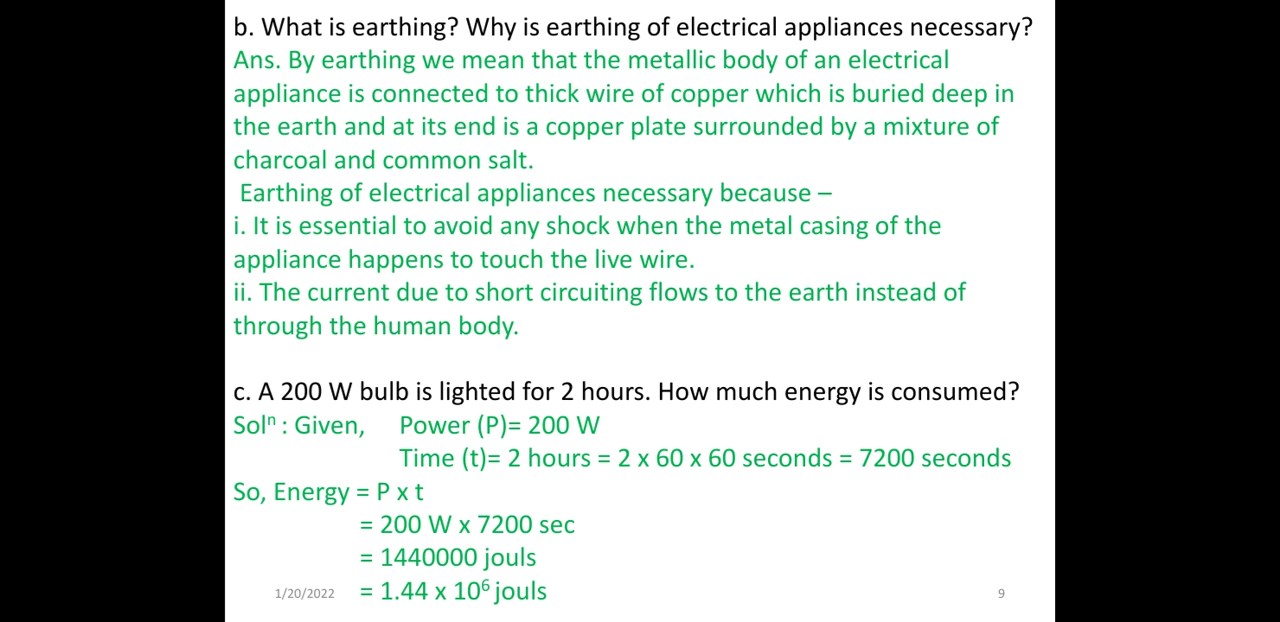 b. What is earthing? Why is earthing of electrical appliances necessary?
Ans. By earthing we mean that the metallic body of an electrical
appliance is connected to thick wire of copper which is buried deep in
the earth and at its end is a copper plate surrounded by a mixture of
charcoal and common salt.
Earthing of electrical appliances necessary because –
i. It is essential to avoid any shock when the metal casing of the
appliance happens to touch the live wire.
ii. The current due to short circuiting flows to the earth instead of
through the human body.
c. A 200 W bulb is lighted for 2 hours. How much energy is consumed?
Solⁿ : Given, Power (P)= 200 W
Time (t)= 2 hours = 2 x 60 x 60 seconds = 7200 seconds
So, Energy = P x t
= 200 W x 7200 sec
= 1440000 jouls
= 1.44 x 10⁶ jouls
1/20/2022
9